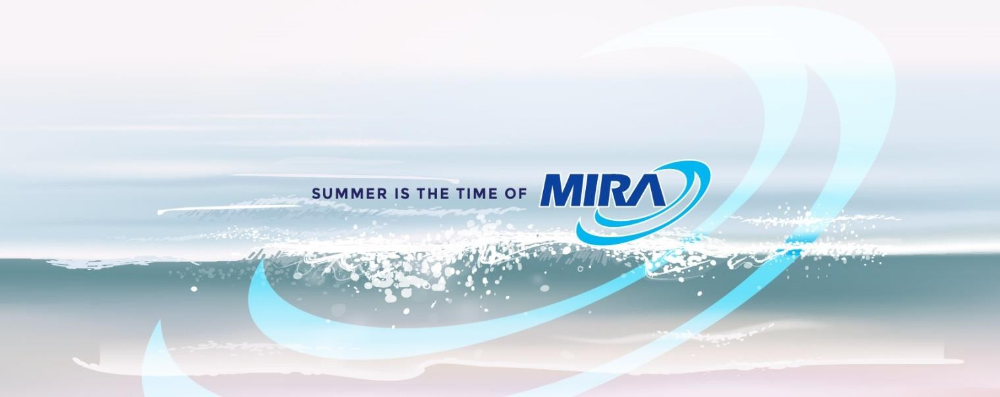 SUMMER IS THE TIME OF MIRA